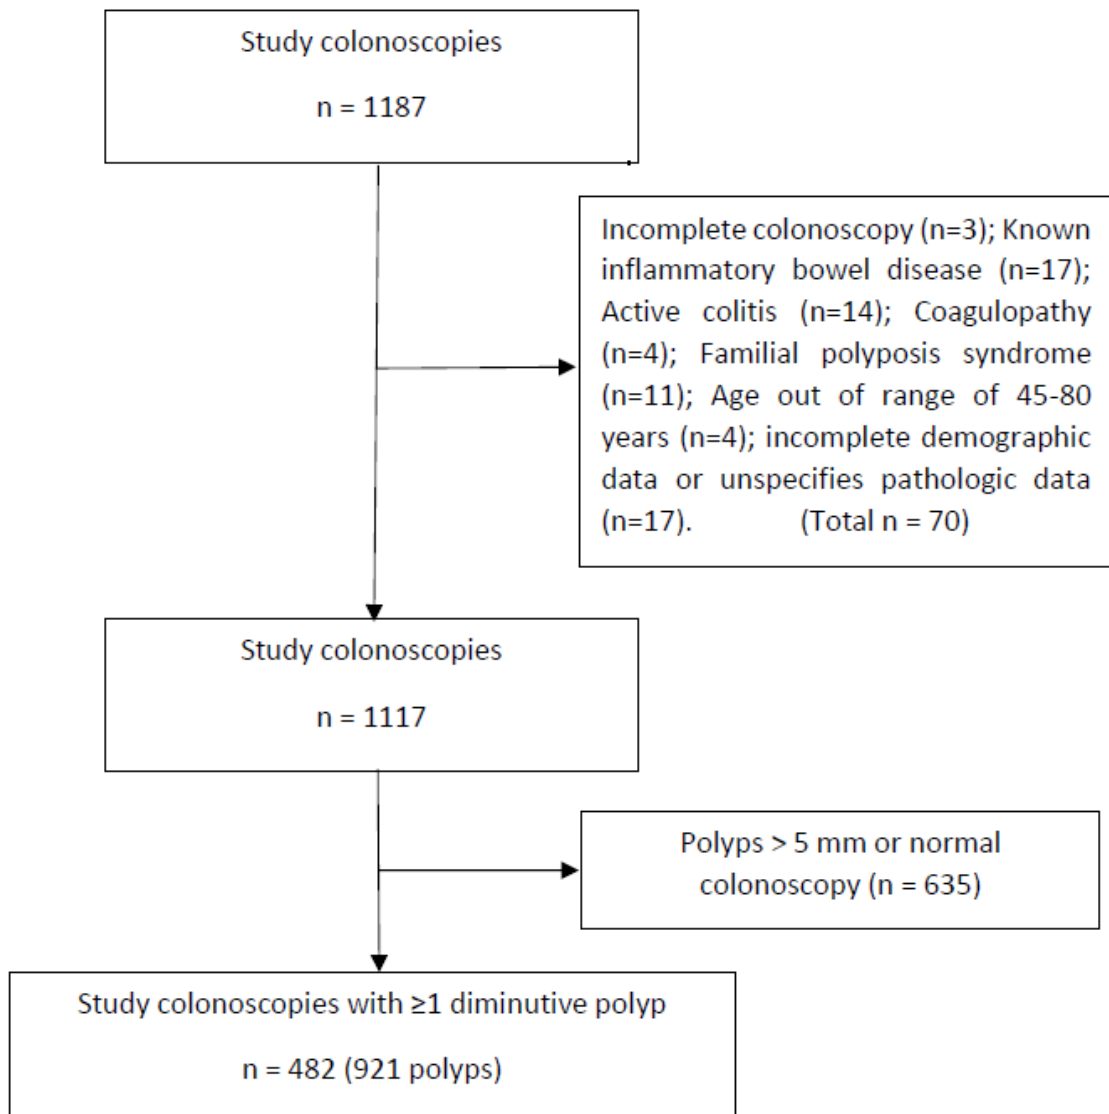 Study colonoscopies
n = 1187
Incomplete colonoscopy (n=3); Known
inflammatory bowel disease (n=17);
Active colitis (n=14); Coagulopathy
(n=4); Familial polyposis syndrome
(n=11); Age out of range of 45-80
years (n=4); incomplete demographic
data or unspecifies pathologic data
(n=17). (Total n = 70)
Study colonoscopies
n = 1117
Polyps > 5 mm or normal
colonoscopy (n = 635)
Study colonoscopies with ≥1 diminutive polyp
n = 482 (921 polyps)